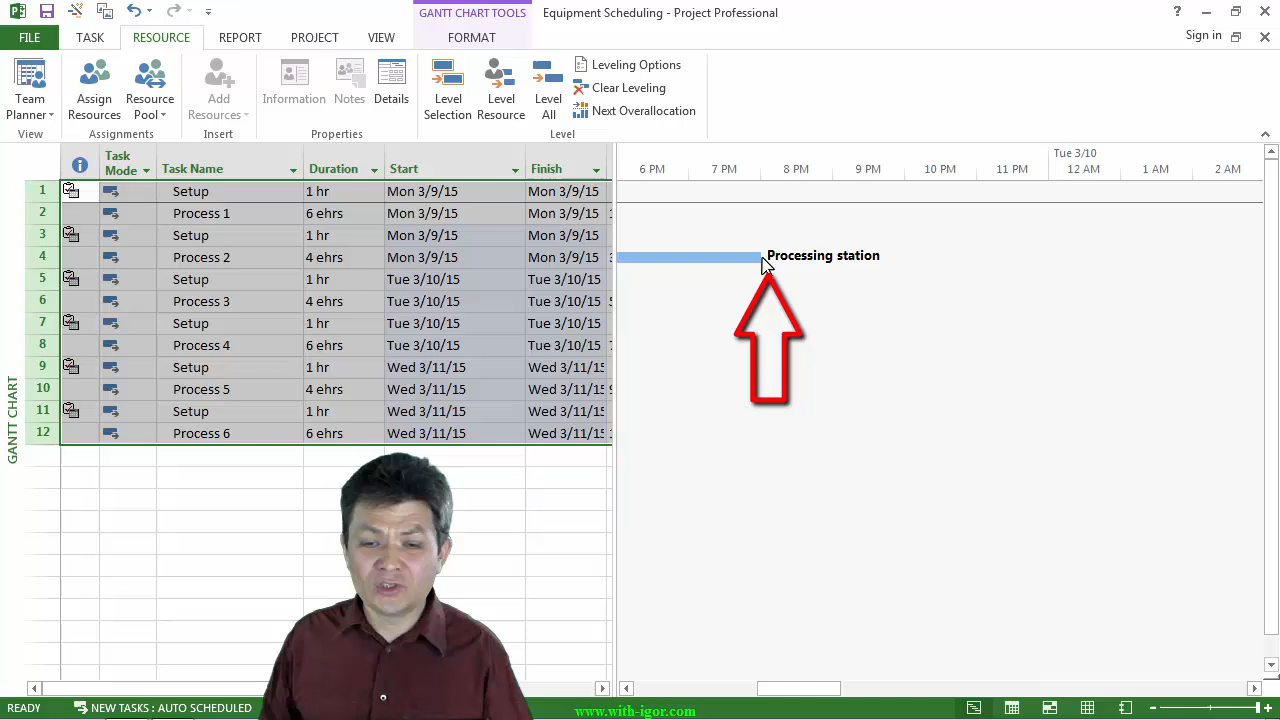 GANTT CHART TOOLS
Equipment Scheduling - Project Professional
FILE
TASK
RESOURCE
REPORT
PROJECT
VIEW
FORMAT
Sign in
Team Planner
Assign Resources
Resource Pool
Add Resources
Information
Notes
Details
Level Selection
Level Resource
Level All
Leveling Options
Clear Leveling
Next Overallocation
View
Assignments
Insert
Properties
Level
Task Mode
Task Name
Duration
Start
Finish
Tue 3/10
6 PM 7 PM 8 PM 9 PM 10 PM 11 PM 12 AM 1 AM 2 AM
1 Setup 1 hr Mon 3/9/15 Mon 3/9/15
2 Process 1 6 ehrs Mon 3/9/15 Mon 3/9/15 1
3 Setup 1 hr Mon 3/9/15 Mon 3/9/15
4 Process 2 4 ehrs Mon 3/9/15 Mon 3/9/15 3
Processing station
5 Setup 1 hr Tue 3/10/15 Tue 3/10/15
6 Process 3 4 ehrs Tue 3/10/15 Tue 3/10/15 5
7 Setup 1 hr Tue 3/10/15 Tue 3/10/15
8 Process 4 6 ehrs Tue 3/10/15 Tue 3/10/15 7
9 Setup 1 hr Wed 3/11/15 Wed 3/11/15
10 Process 5 4 ehrs Wed 3/11/15 Wed 3/11/15 9
11 Setup 1 hr Wed 3/11/15 Wed 3/11/15
12 Process 6 6 ehrs Wed 3/11/15 Wed 3/11/15 1
GANTT CHART
READY
NEW TASKS : AUTO SCHEDULED
www.with-igor.com